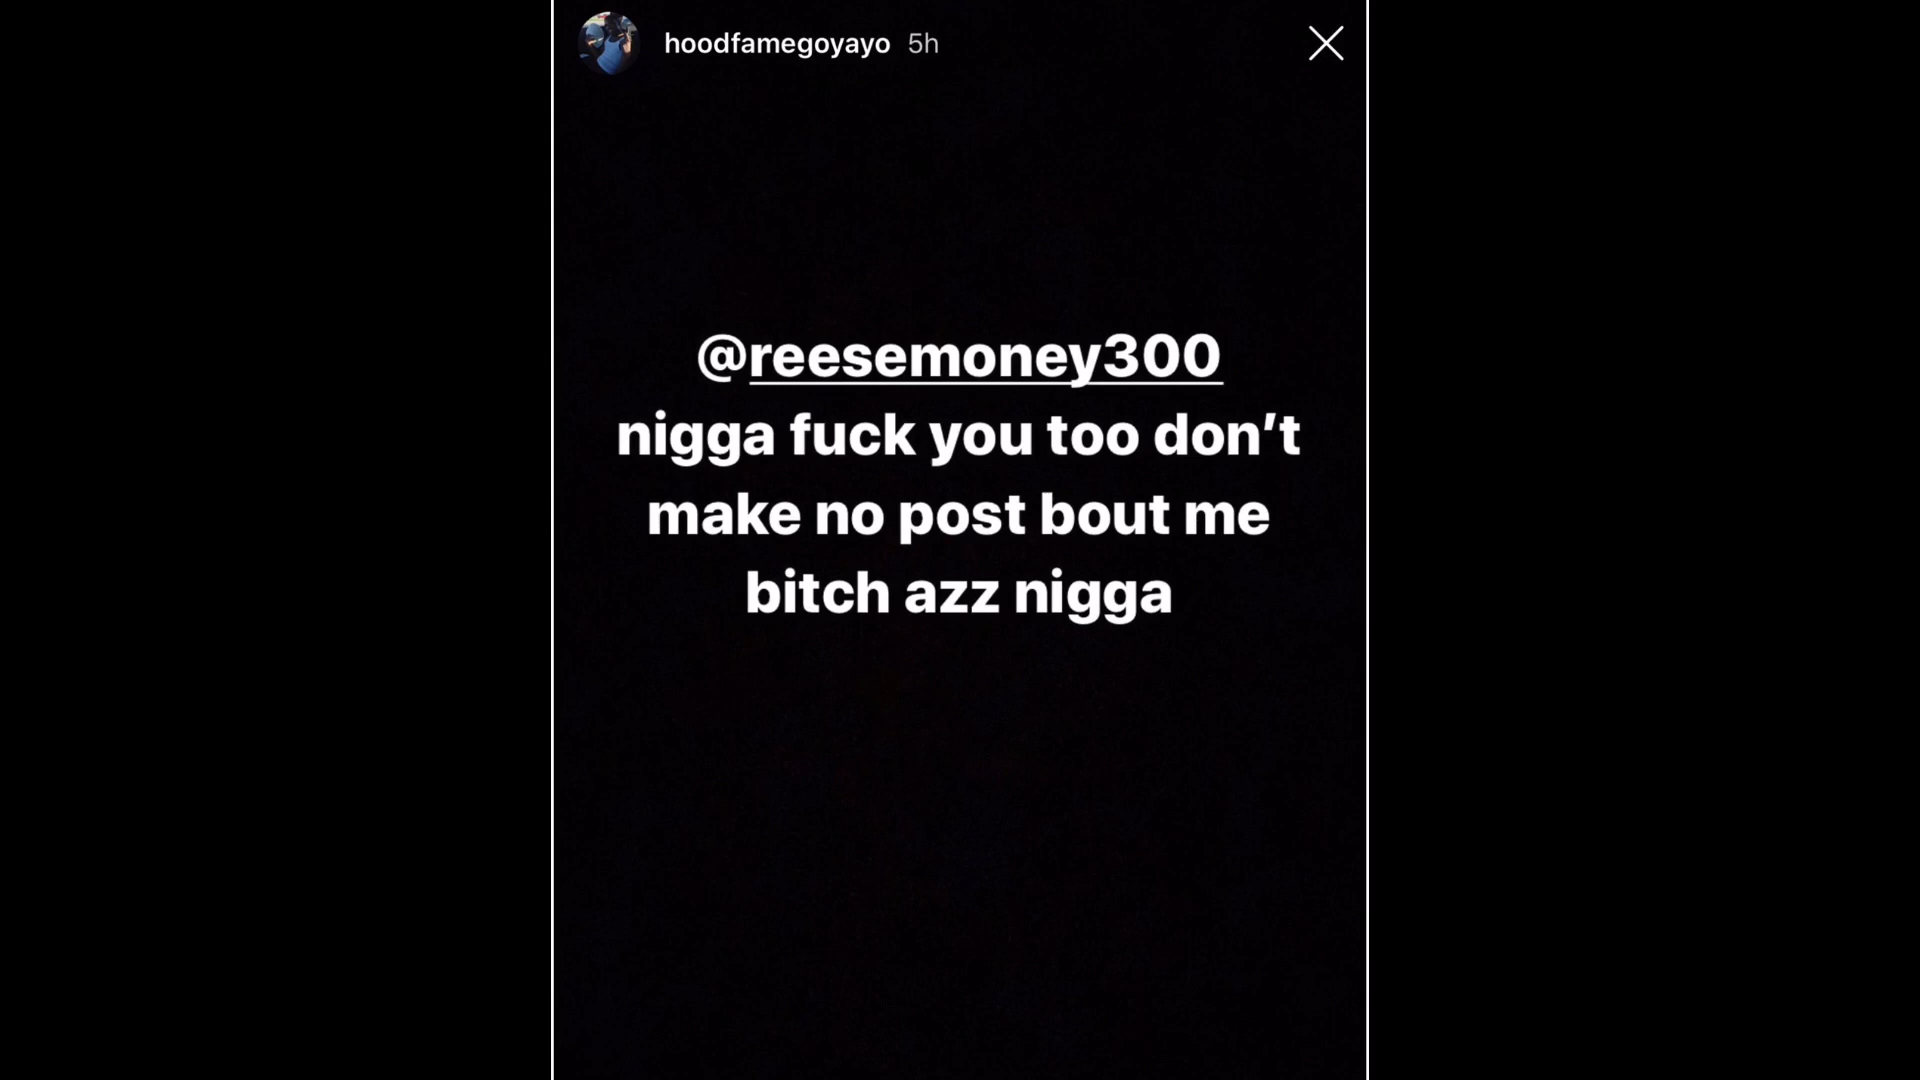 hoodfamegoyayo 5h
@reesemoney300
nigga fuck you too don’t
make no post bout me
bitch azz nigga